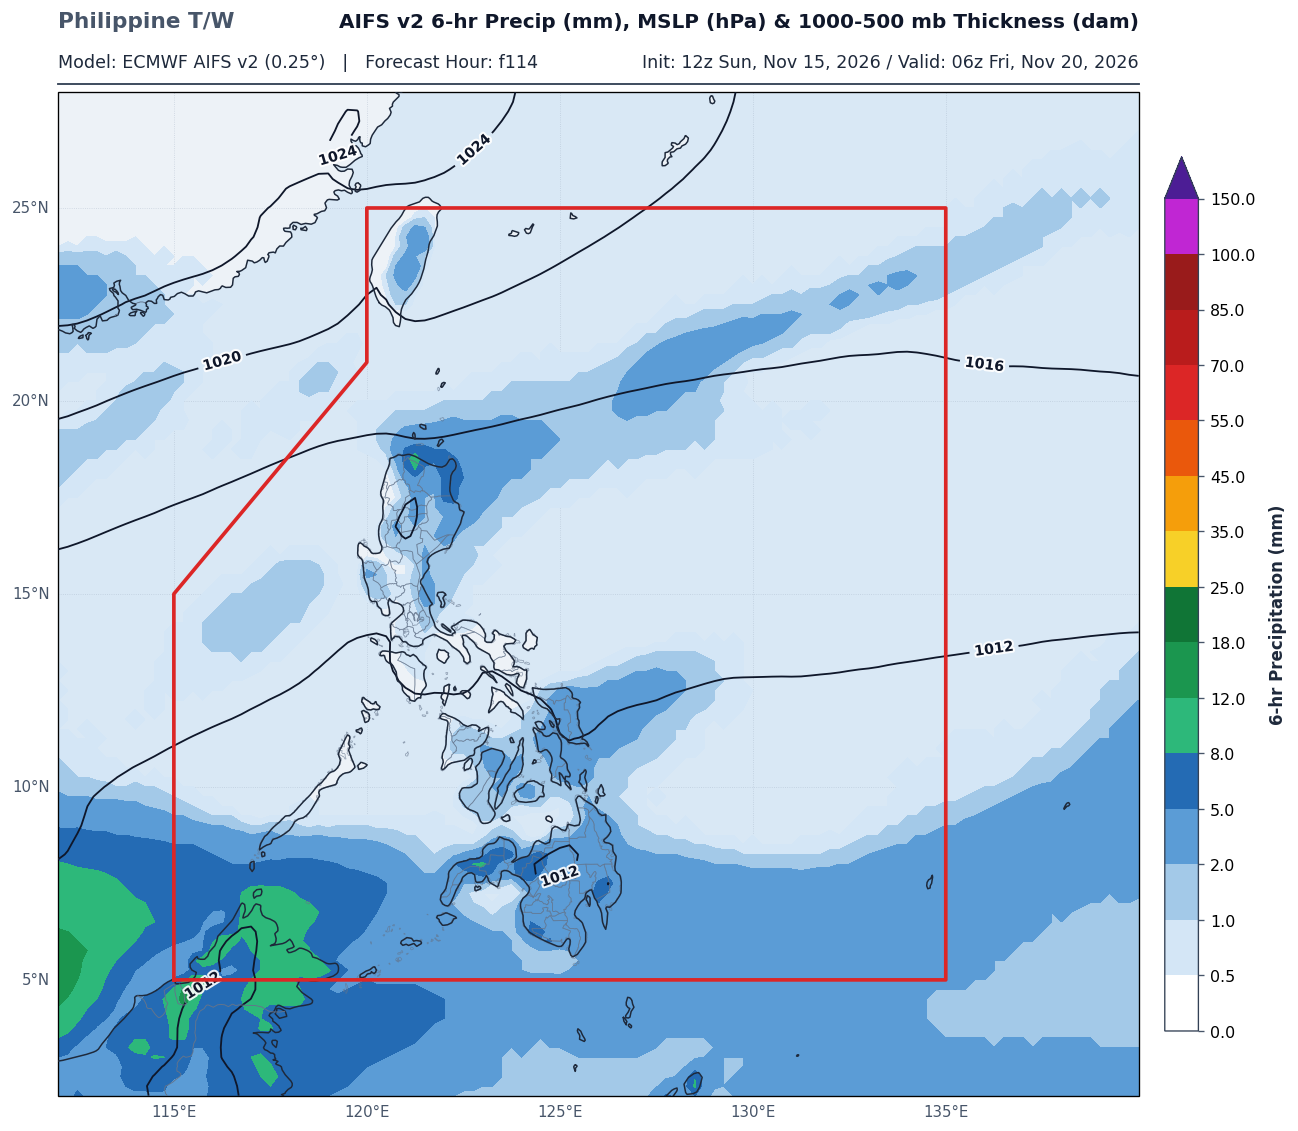 Philippine T/W
AIFS v2 6-hr Precip (mm), MSLP (hPa) & 1000-500 mb Thickness (dam)
Model: ECMWF AIFS v2 (0.25°) | Forecast Hour: f114
Init: 12z Sun, Nov 15, 2026 / Valid: 06z Fri, Nov 20, 2026
1024
1024
1020
1016
1012
1012
1012
25°N
20°N
15°N
10°N
5°N
115°E
120°E
125°E
130°E
135°E
150.0
100.0
85.0
70.0
55.0
45.0
35.0
25.0
18.0
12.0
8.0
5.0
2.0
1.0
0.5
0.0
6-hr Precipitation (mm)